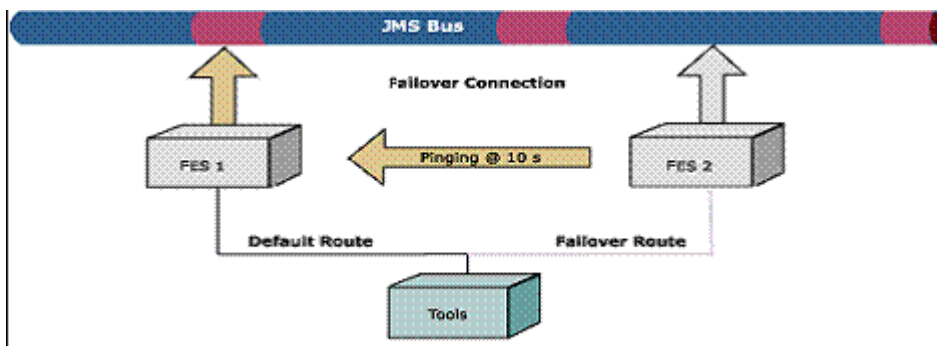 JMS Bus
Failover Connection
FES 1
Pinging @ 10 s
FES 2
Default Route
Failover Route
Tools